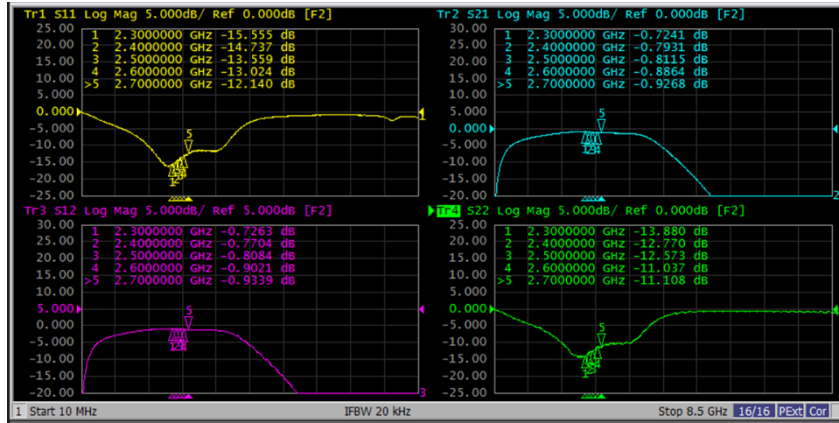 Tr1 S11 Log Mag 5.000dB/ Ref 0.000dB [F2]
25.00
20.00
15.00
10.00
5.000
0.000
-5.000
-10.00
-15.00
-20.00
-25.00
1 2.3000000 GHz -15.555 dB
2 2.4000000 GHz -14.737 dB
3 2.5000000 GHz -13.559 dB
4 2.6000000 GHz -13.024 dB
>5 2.7000000 GHz -12.140 dB
5
1
1
Tr2 S21 Log Mag 5.000dB/ Ref 0.000dB [F2]
30.00
25.00
20.00
15.00
10.00
5.000
0.000
-5.000
-10.00
-15.00
-20.00
1 2.3000000 GHz -0.7241 dB
2 2.4000000 GHz -0.7931 dB
3 2.5000000 GHz -0.8115 dB
4 2.6000000 GHz -0.8864 dB
>5 2.7000000 GHz -0.9268 dB
5
2
Tr3 S12 Log Mag 5.000dB/ Ref 5.000dB [F2]
30.00
25.00
20.00
15.00
10.00
5.000
0.000
-5.000
-10.00
-15.00
-20.00
1 2.3000000 GHz -0.7263 dB
2 2.4000000 GHz -0.7704 dB
3 2.5000000 GHz -0.8084 dB
4 2.6000000 GHz -0.9021 dB
>5 2.7000000 GHz -0.9339 dB
5
3
Tr4 S22 Log Mag 5.000dB/ Ref 0.000dB [F2]
25.00
20.00
15.00
10.00
5.000
0.000
-5.000
-10.00
-15.00
-20.00
-25.00
1 2.3000000 GHz -13.880 dB
2 2.4000000 GHz -12.770 dB
3 2.5000000 GHz -12.573 dB
4 2.6000000 GHz -11.037 dB
>5 2.7000000 GHz -11.108 dB
5
1
1 Start 10 MHz IFBW 20 kHz Stop 8.5 GHz 16/16 PExt Cor